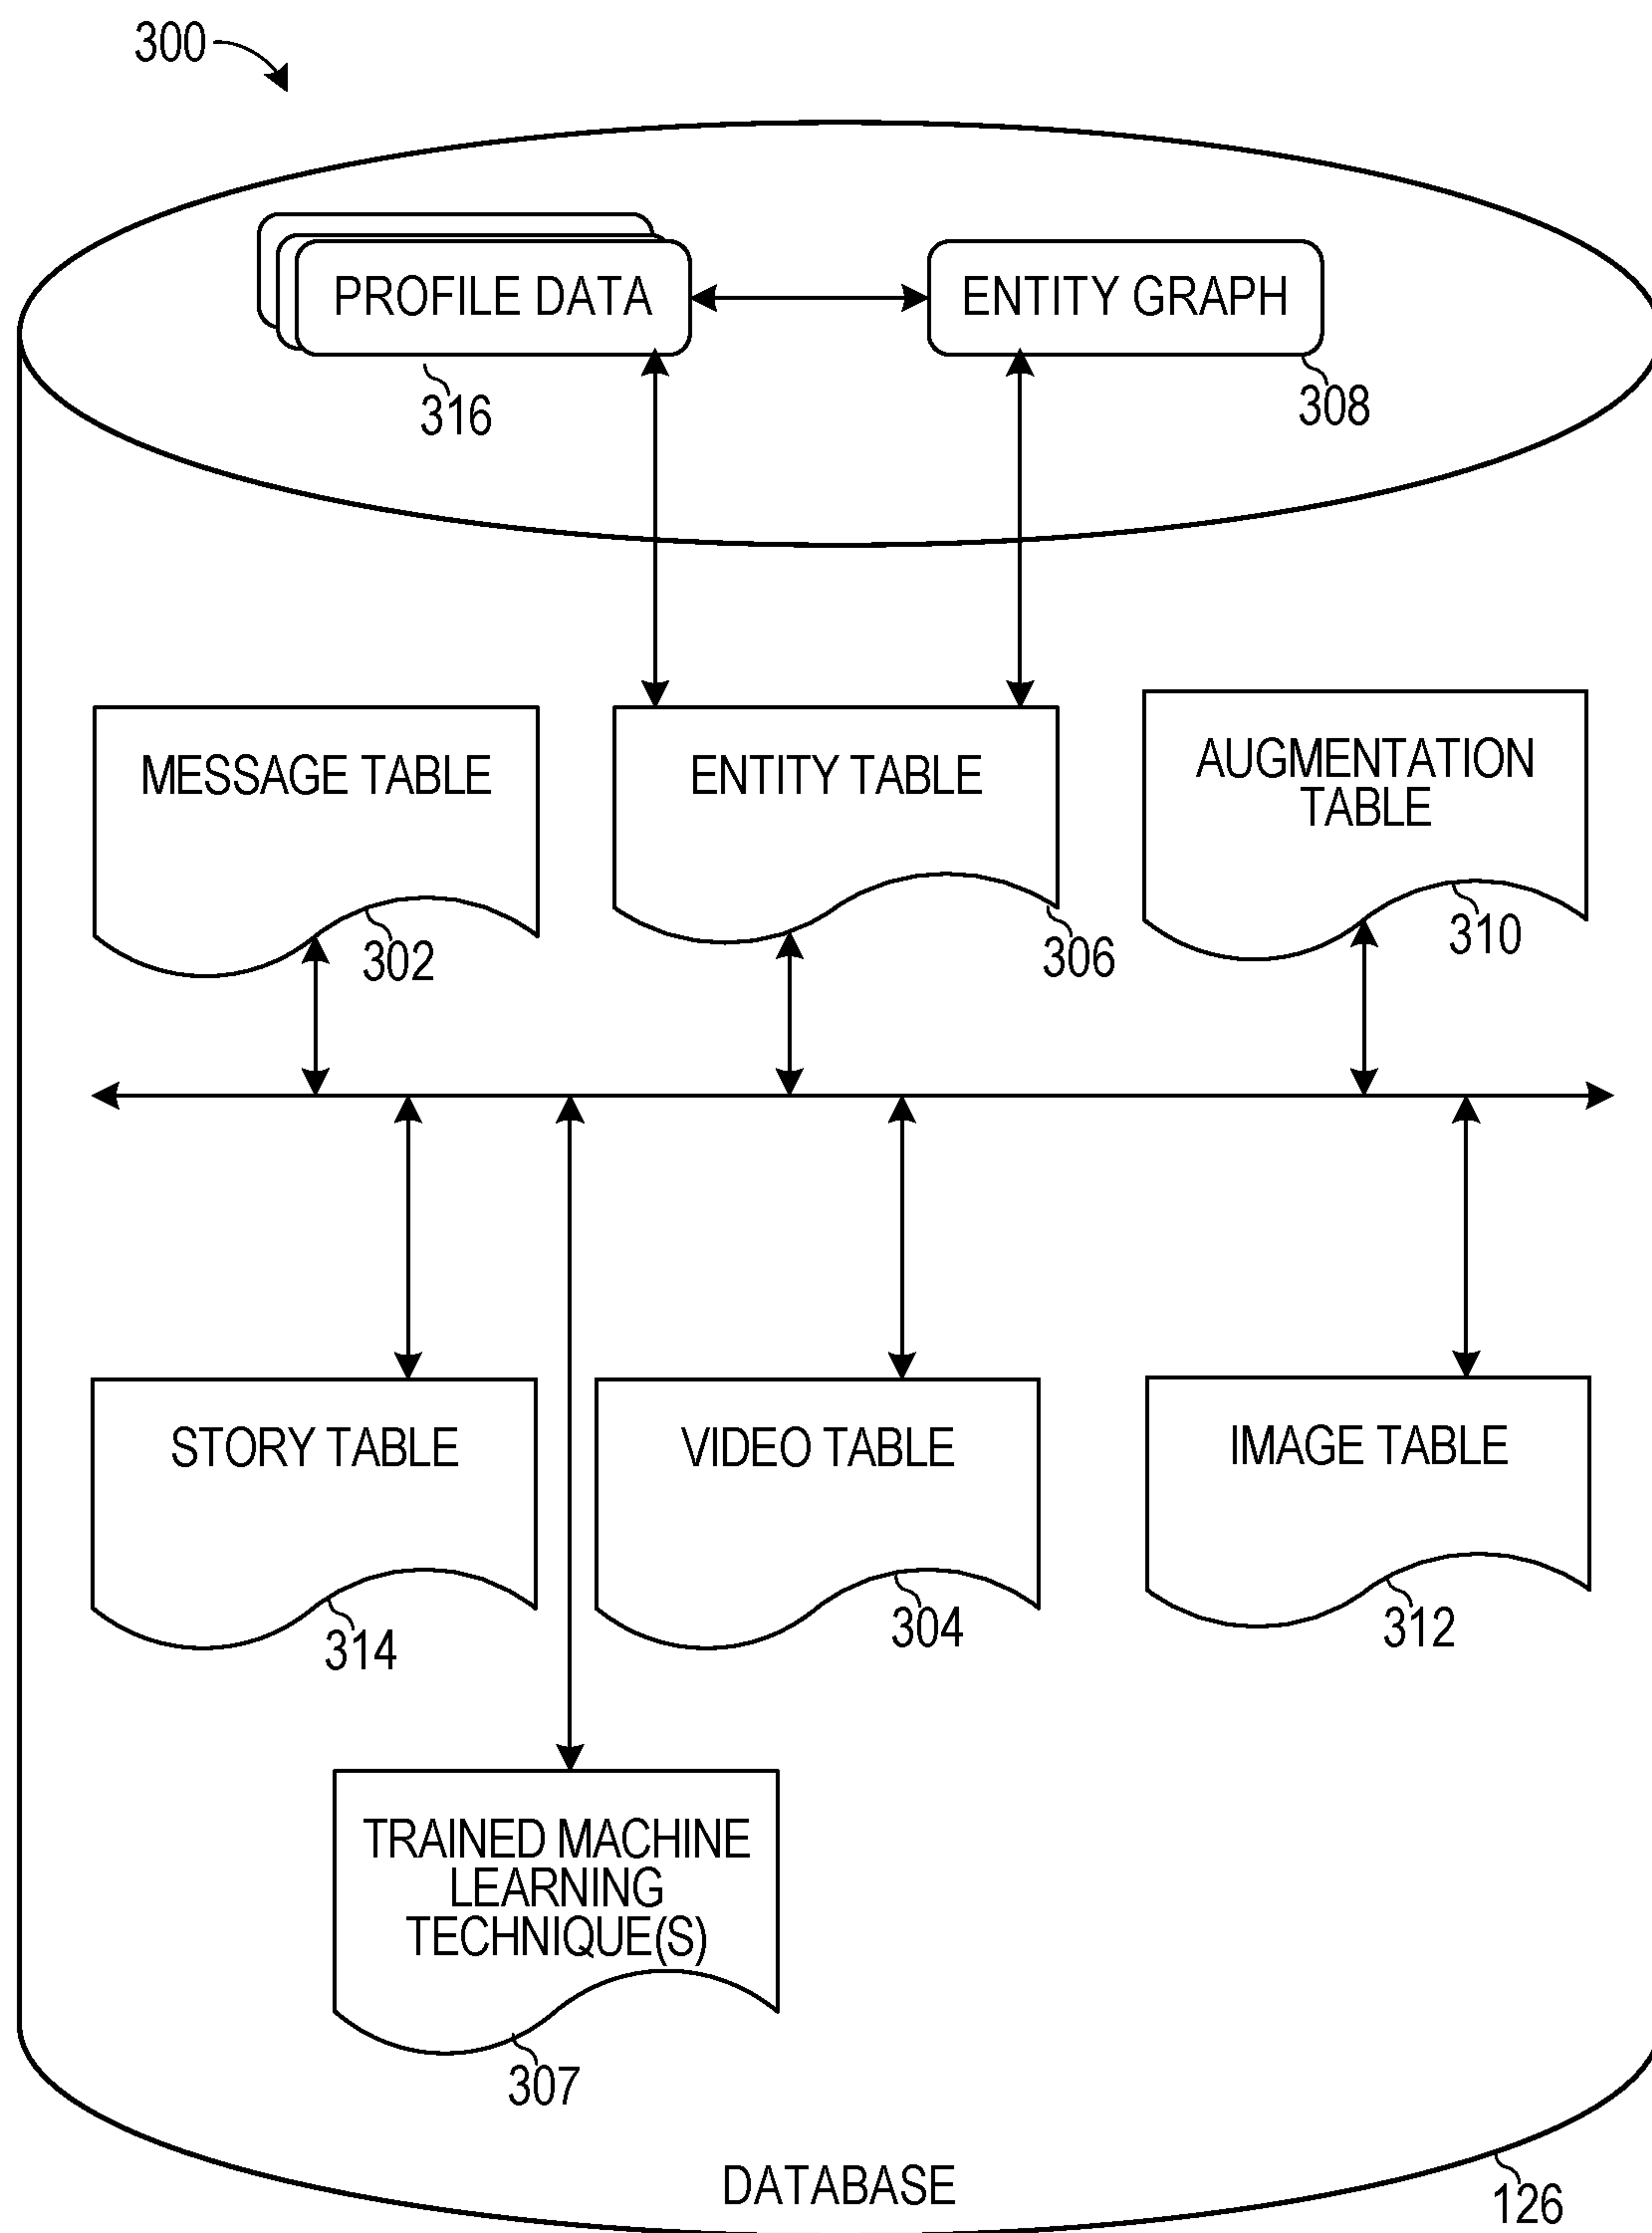 300
PROFILE DATA
ENTITY GRAPH
316
308
MESSAGE TABLE
ENTITY TABLE
AUGMENTATION
TABLE
302
306
310
STORY TABLE
VIDEO TABLE
IMAGE TABLE
314
304
312
TRAINED MACHINE
LEARNING
TECHNIQUE(S)
307
DATABASE
126